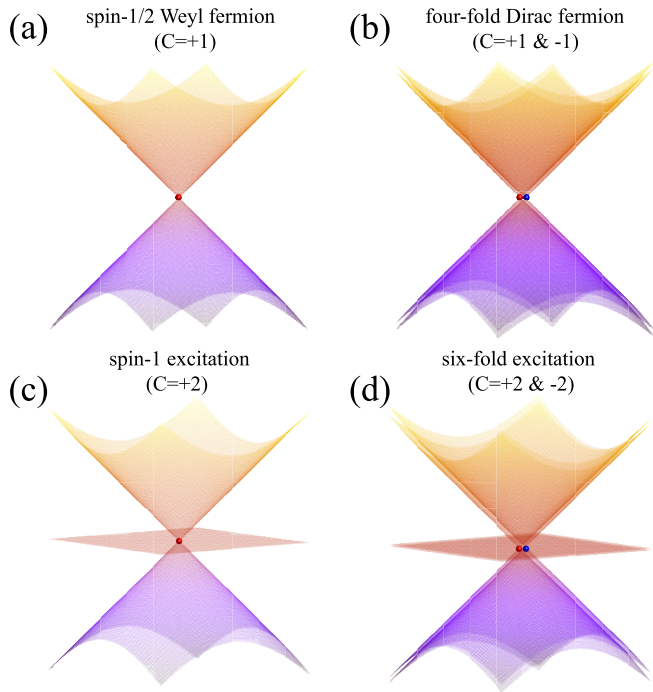 (a)
spin-1/2 Weyl fermion
(C=+1)
(b)
four-fold Dirac fermion
(C=+1 & -1)
(c)
spin-1 excitation
(C=+2)
(d)
six-fold excitation
(C=+2 & -2)